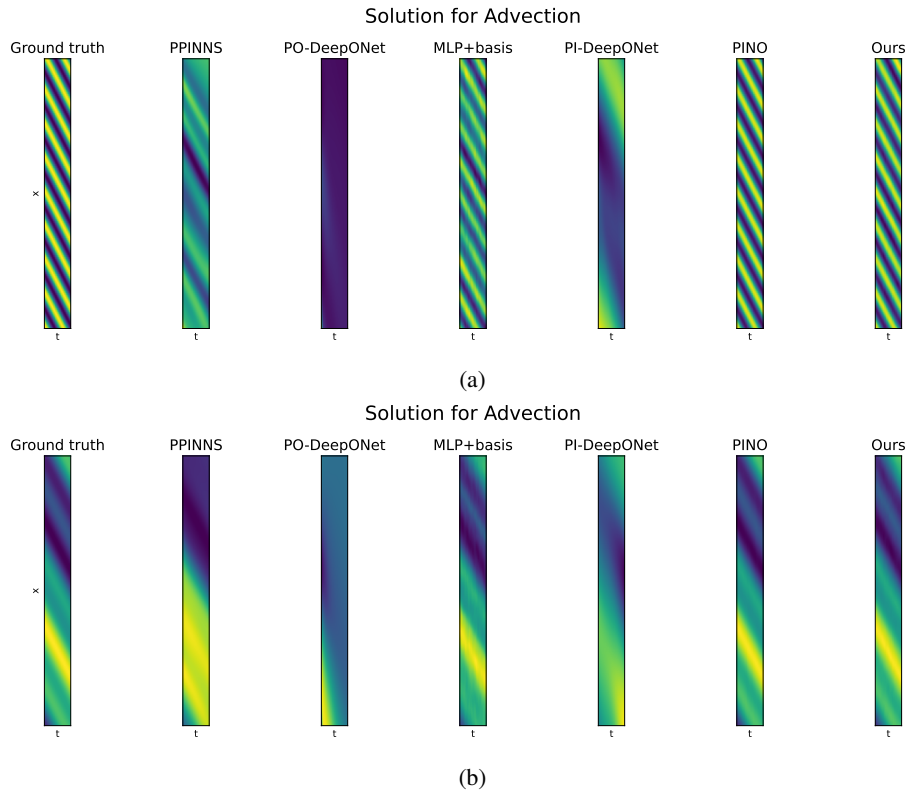 Solution for Advection
Ground truth PPINNS PO-DeepONet MLP+basis PI-DeepONet PINO Ours
x
t t t t t t t
(a)
Solution for Advection
Ground truth PPINNS PO-DeepONet MLP+basis PI-DeepONet PINO Ours
x
t t t t t t t
(b)